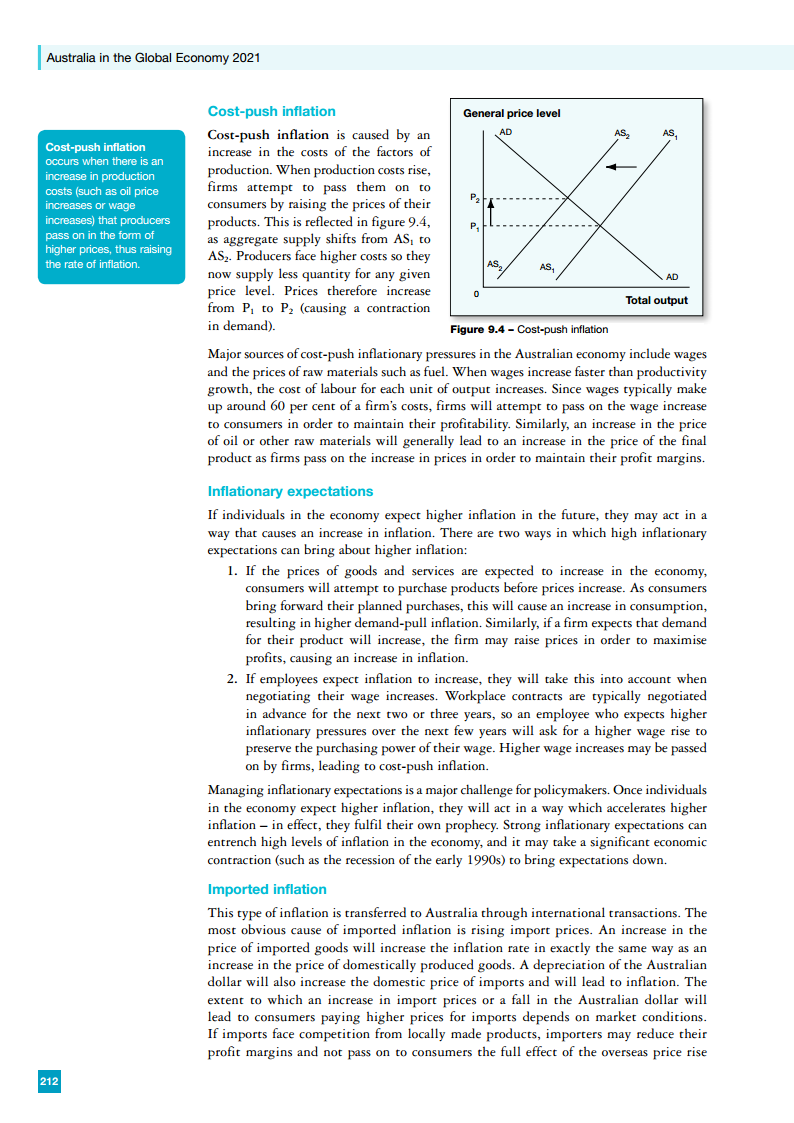 Australia in the Global Economy 2021
Cost-push inflation
occurs when there is an
increase in production
costs (such as oil price
increases or wage
increases) that producers
pass on in the form of
higher prices, thus raising
the rate of inflation.
Cost-push inflation
Cost-push inflation is caused by an
increase in the costs of the factors of
production. When production costs rise,
firms attempt to pass them on to
consumers by raising the prices of their
products. This is reflected in figure 9.4,
as aggregate supply shifts from AS₁ to
AS₂. Producers face higher costs so they
now supply less quantity for any given
price level. Prices therefore increase
from P₁ to P₂ (causing a contraction
in demand).
General price level
AD
AS₂
AS₁
P₂
P₁
AS₂
AS₁
AD
0
Total output
Figure 9.4 – Cost-push inflation
Major sources of cost-push inflationary pressures in the Australian economy include wages
and the prices of raw materials such as fuel. When wages increase faster than productivity
growth, the cost of labour for each unit of output increases. Since wages typically make
up around 60 per cent of a firm's costs, firms will attempt to pass on the wage increase
to consumers in order to maintain their profitability. Similarly, an increase in the price
of oil or other raw materials will generally lead to an increase in the price of the final
product as firms pass on the increase in prices in order to maintain their profit margins.
Inflationary expectations
If individuals in the economy expect higher inflation in the future, they may act in a
way that causes an increase in inflation. There are two ways in which high inflationary
expectations can bring about higher inflation:
1. If the prices of goods and services are expected to increase in the economy,
consumers will attempt to purchase products before prices increase. As consumers
bring forward their planned purchases, this will cause an increase in consumption,
resulting in higher demand-pull inflation. Similarly, if a firm expects that demand
for their product will increase, the firm may raise prices in order to maximise
profits, causing an increase in inflation.
2. If employees expect inflation to increase, they will take this into account when
negotiating their wage increases. Workplace contracts are typically negotiated
in advance for the next two or three years, so an employee who expects higher
inflationary pressures over the next few years will ask for a higher wage rise to
preserve the purchasing power of their wage. Higher wage increases may be passed
on by firms, leading to cost-push inflation.
Managing inflationary expectations is a major challenge for policymakers. Once individuals
in the economy expect higher inflation, they will act in a way which accelerates higher
inflation – in effect, they fulfil their own prophecy. Strong inflationary expectations can
entrench high levels of inflation in the economy, and it may take a significant economic
contraction (such as the recession of the early 1990s) to bring expectations down.
Imported inflation
This type of inflation is transferred to Australia through international transactions. The
most obvious cause of imported inflation is rising import prices. An increase in the
price of imported goods will increase the inflation rate in exactly the same way as an
increase in the price of domestically produced goods. A depreciation of the Australian
dollar will also increase the domestic price of imports and will lead to inflation. The
extent to which an increase in import prices or a fall in the Australian dollar will
lead to consumers paying higher prices for imports depends on market conditions.
If imports face competition from locally made products, importers may reduce their
profit margins and not pass on to consumers the full effect of the overseas price rise
212